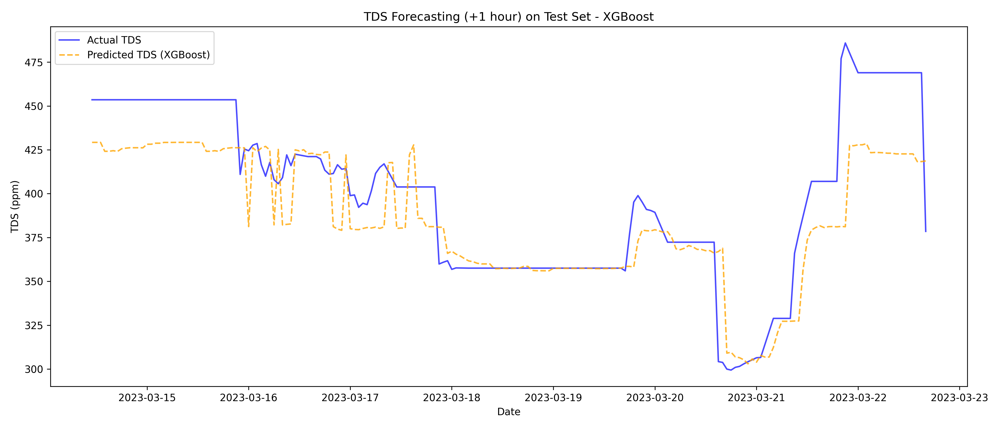 TDS Forecasting (+1 hour) on Test Set - XGBoost
Actual TDS
Predicted TDS (XGBoost)
TDS (ppm)
475
450
425
400
375
350
325
300
2023-03-15 2023-03-16 2023-03-17 2023-03-18 2023-03-19 2023-03-20 2023-03-21 2023-03-22 2023-03-23
Date